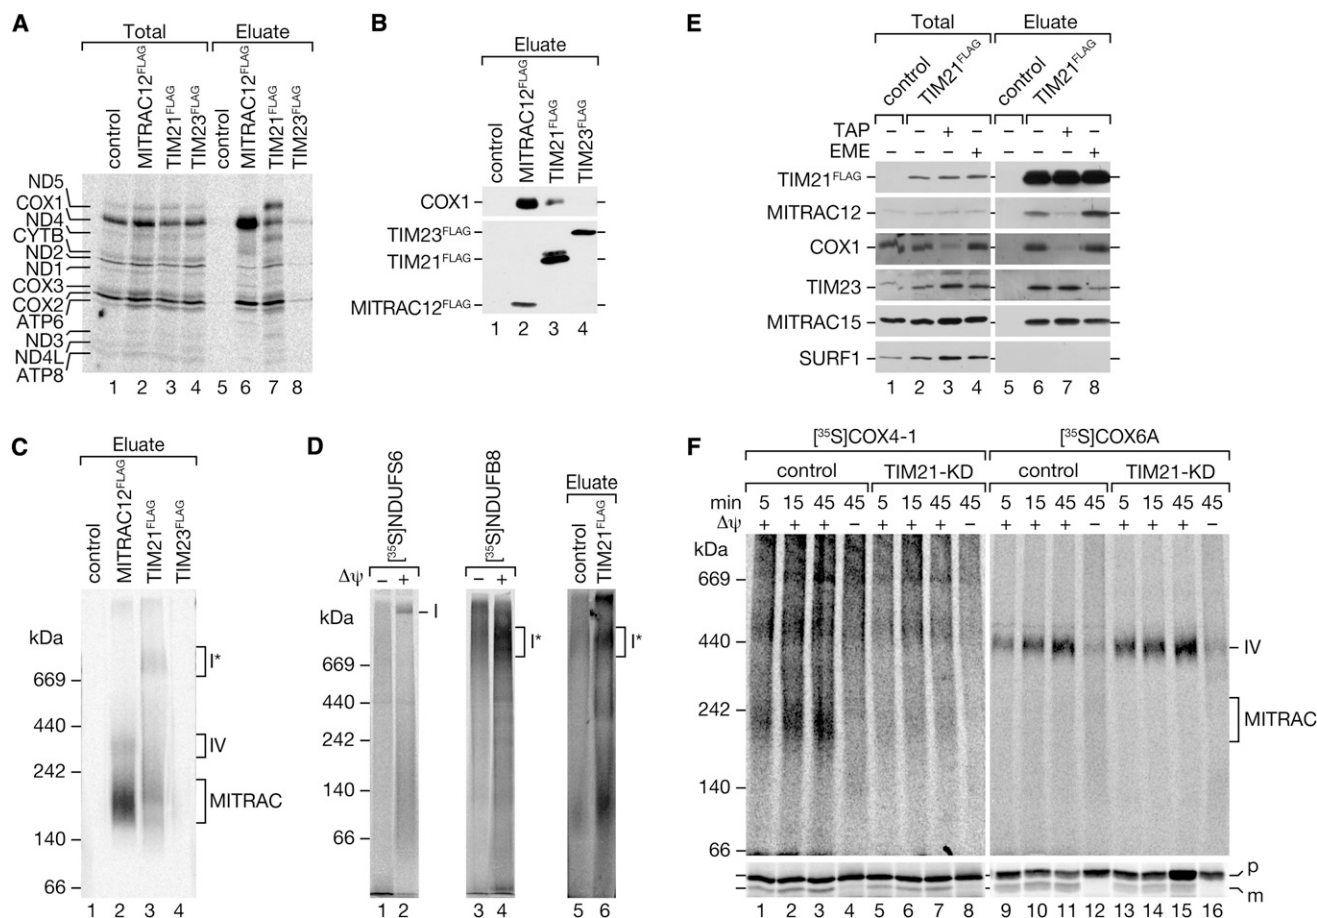 A
Total
Eluate
control
MITRAC12FLAG
TIM21FLAG
TIM23FLAG
control
MITRAC12FLAG
TIM21FLAG
TIM23FLAG
ND5
COX1
ND4
CYTB
ND2
ND1
COX3
COX2
ATP6
ND3
ND4L
ATP8
1 2 3 4 5 6 7 8
B
Eluate
control
MITRAC12FLAG
TIM21FLAG
TIM23FLAG
COX1
TIM23FLAG
TIM21FLAG
MITRAC12FLAG
1 2 3 4
E
Total
Eluate
control
TIM21FLAG
control
TIM21FLAG
TAP – – + – – – + –
EME – – – + – – – +
TIM21FLAG
MITRAC12
COX1
TIM23
MITRAC15
SURF1
1 2 3 4 5 6 7 8
C
Eluate
control
MITRAC12FLAG
TIM21FLAG
TIM23FLAG
kDa
669
440
242
140
66
I*
IV
MITRAC
1 2 3 4
D
[35S]NDUFS6
[35S]NDUFB8
Eluate
control
TIM21FLAG
Δψ – + – +
kDa
669
440
242
140
66
I
I*
I*
1 2 3 4 5 6
F
[35S]COX4-1
[35S]COX6A
control
TIM21-KD
control
TIM21-KD
min 5 15 45 45 5 15 45 45 5 15 45 45 5 15 45 45
Δψ + + + – + + + – + + + – + + + –
kDa
669
440
242
140
66
IV
MITRAC
p
m
1 2 3 4 5 6 7 8 9 10 11 12 13 14 15 16